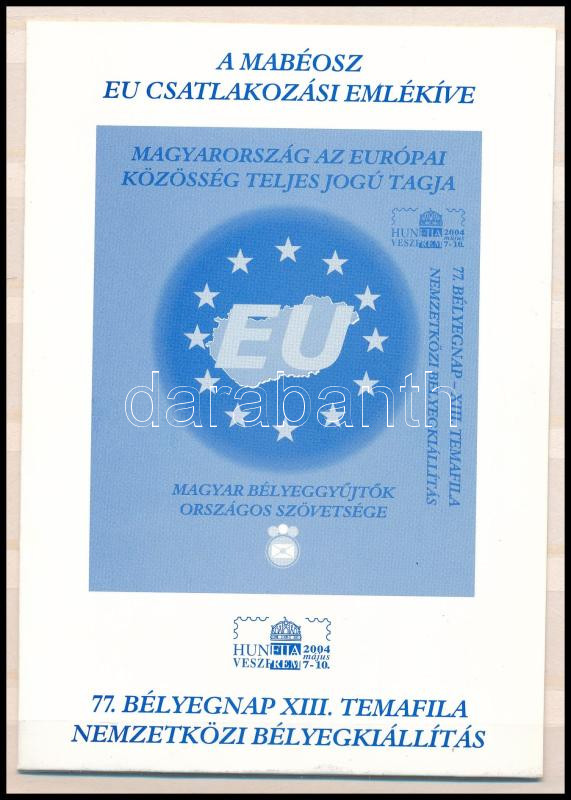 A MABÉOSZ
EU CSATLAKOZÁSI EMLÉKÍVE
MAGYARORSZÁG AZ EURÓPAI
KÖZÖSSÉG TELJES JOGÚ TAGJA
HUNFILA 2004
VESZPRÉM május
7-10.
77. BÉLYEGNAP – XIII. TEMAFILA
NEMZETKÖZI BÉLYEGKIÁLLÍTÁS
EU
darabanth
MAGYAR BÉLYEGGYŰJTŐK
ORSZÁGOS SZÖVETSÉGE
HUNFILA 2004
VESZPRÉM május
7-10.
77. BÉLYEGNAP XIII. TEMAFILA
NEMZETKÖZI BÉLYEGKIÁLLÍTÁS